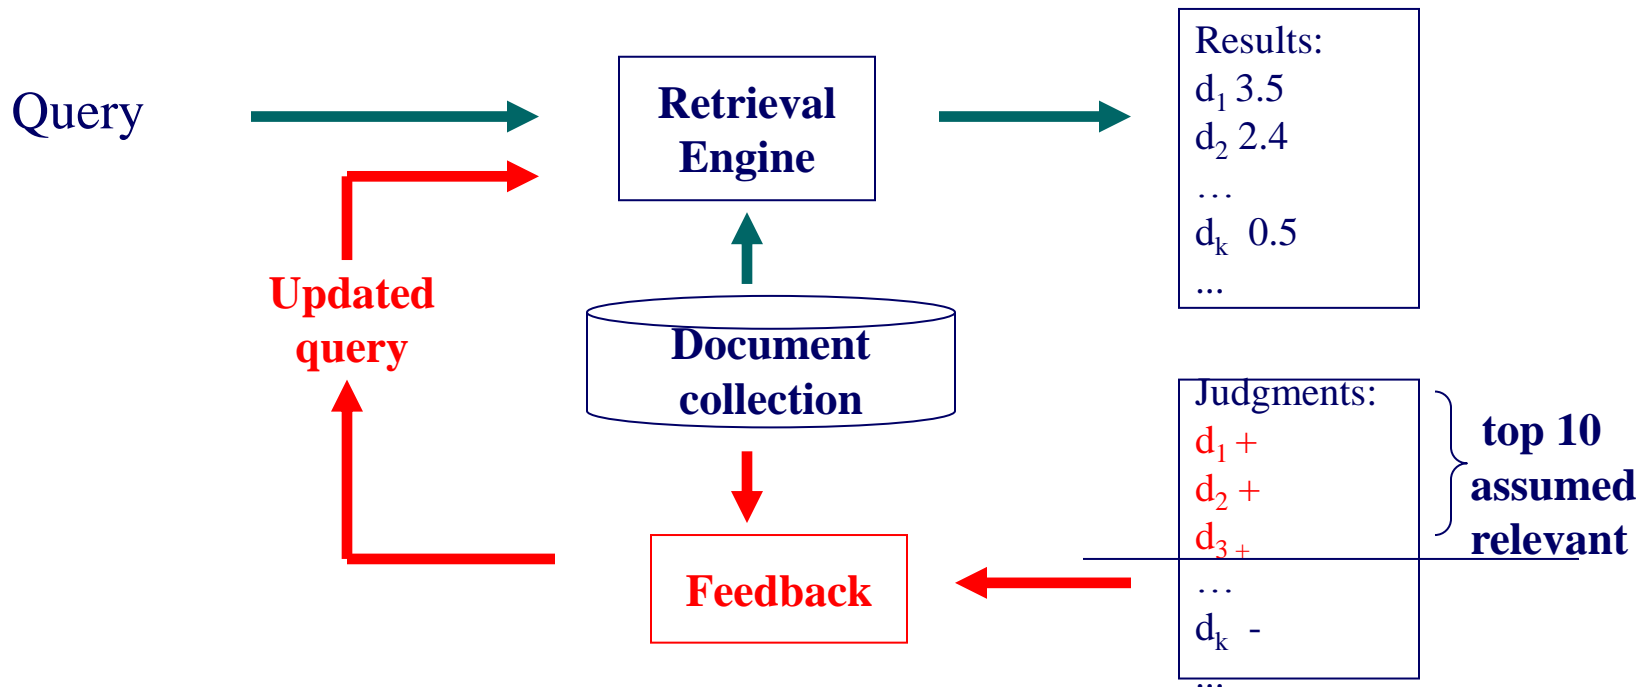 Query
Retrieval
Engine
Results:
d1 3.5
d2 2.4
…
dk 0.5
...
Updated
query
Document
collection
Judgments:
d1 +
d2 +
d3 +
…
dk -
...
top 10
assumed
relevant
Feedback